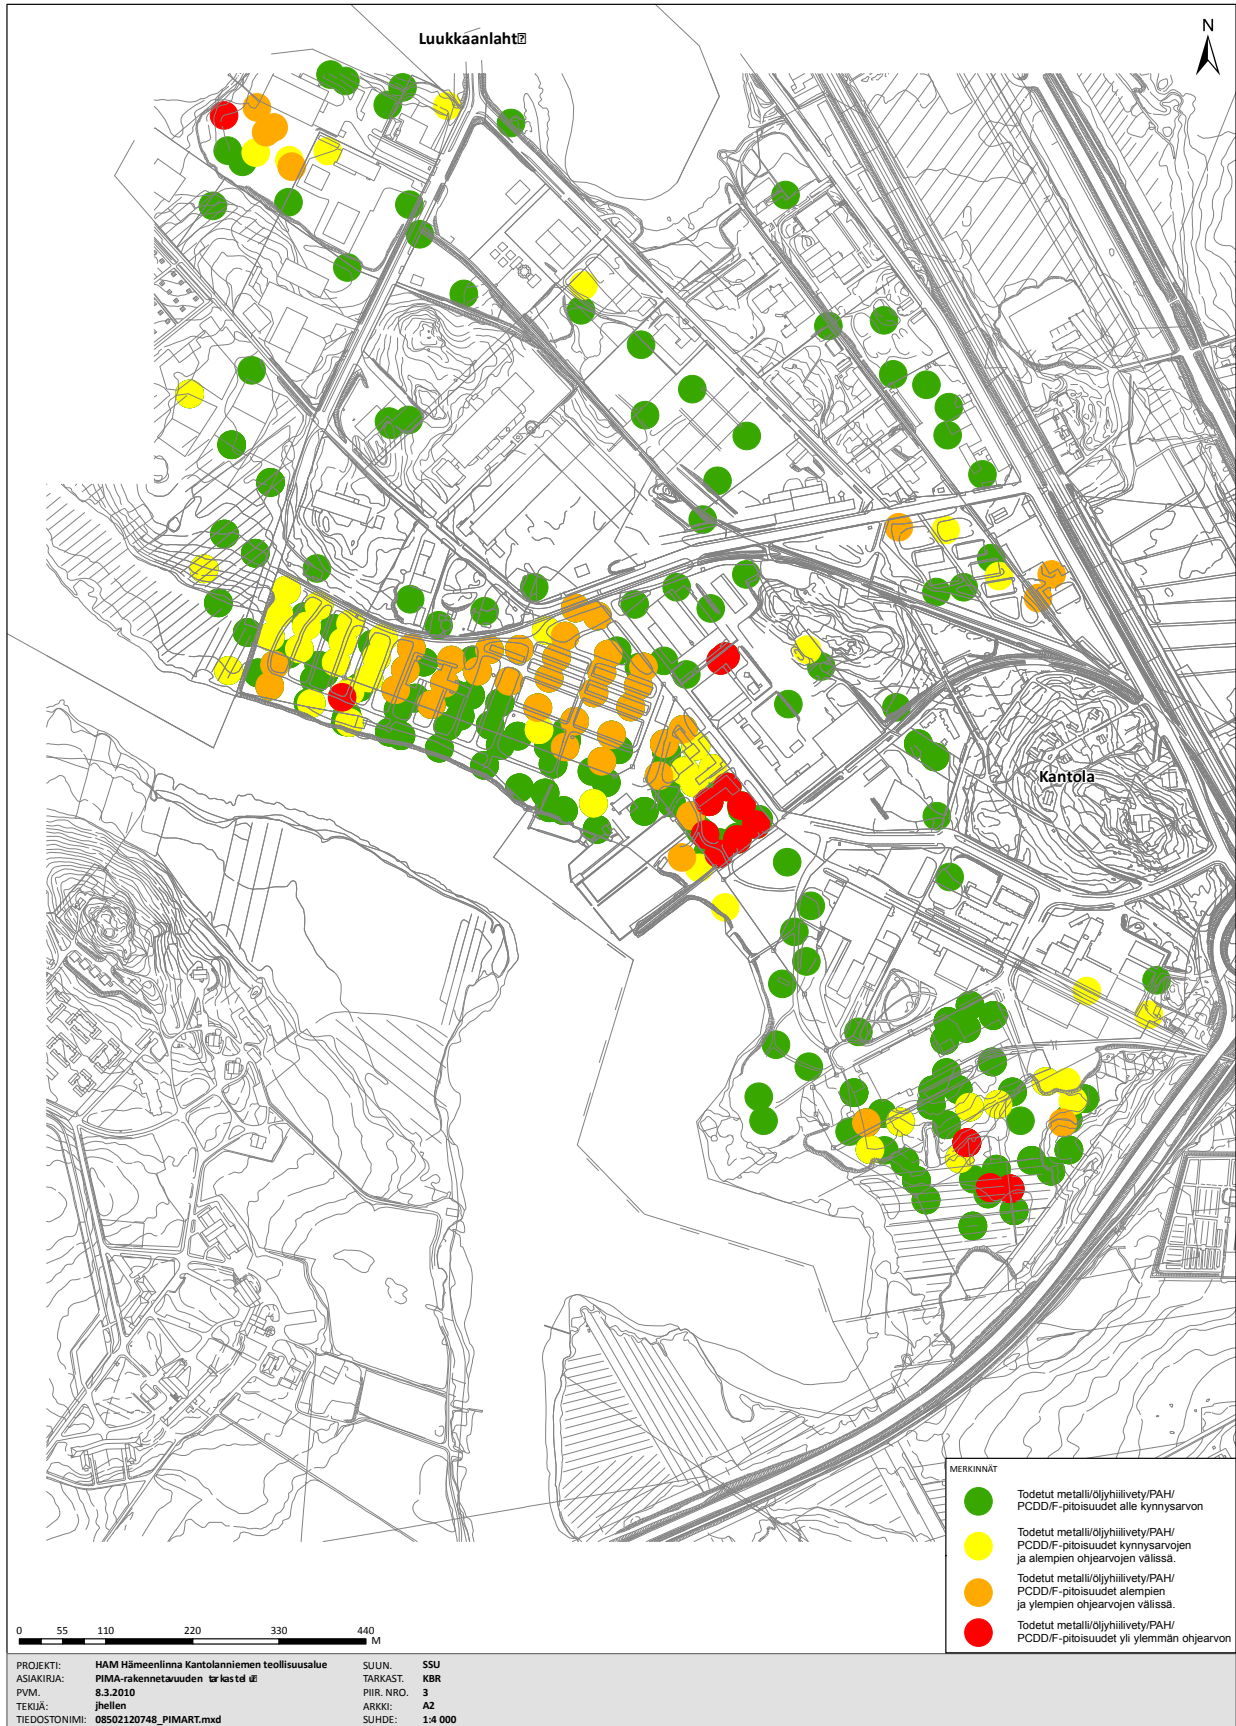 Luukkaanlaht
N
Kantola
MERKINNÄT
Todetut metalli/öljyhiilivety/PAH/
PCDD/F-pitoisuudet alle kynnysarvon
Todetut metalli/öljyhiilivety/PAH/
PCDD/F-pitoisuudet kynnysarvojen
ja alempien ohjearvojen välissä.
Todetut metalli/öljyhiilivety/PAH/
PCDD/F-pitoisuudet alempien
ja ylempien ohjearvojen välissä.
Todetut metalli/öljyhiilivety/PAH/
PCDD/F-pitoisuudet yli ylemmän ohjearvon
0 55 110 220 330 440
M
PROJEKTI: HAM Hämeenlinna Kantolanniemen teollisuusalue SUUN. SSU
ASIAKIRJA: PIMA-rakennetavuuden tarkastelu TARKAST. KBR
PVM. 8.3.2010 PIIR. NRO. 3
TEKIJÄ: jhellen ARKKI: A2
TIEDOSTONIMI: 08502120748_PIMART.mxd SUHDE: 1:4 000